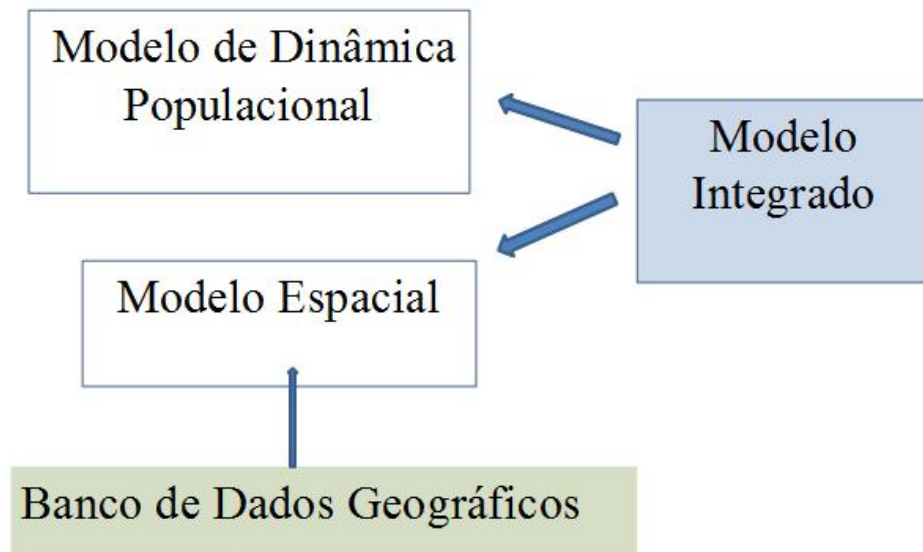 Modelo de Dinâmica
Populacional
Modelo
Integrado
Modelo Espacial
Banco de Dados Geográficos